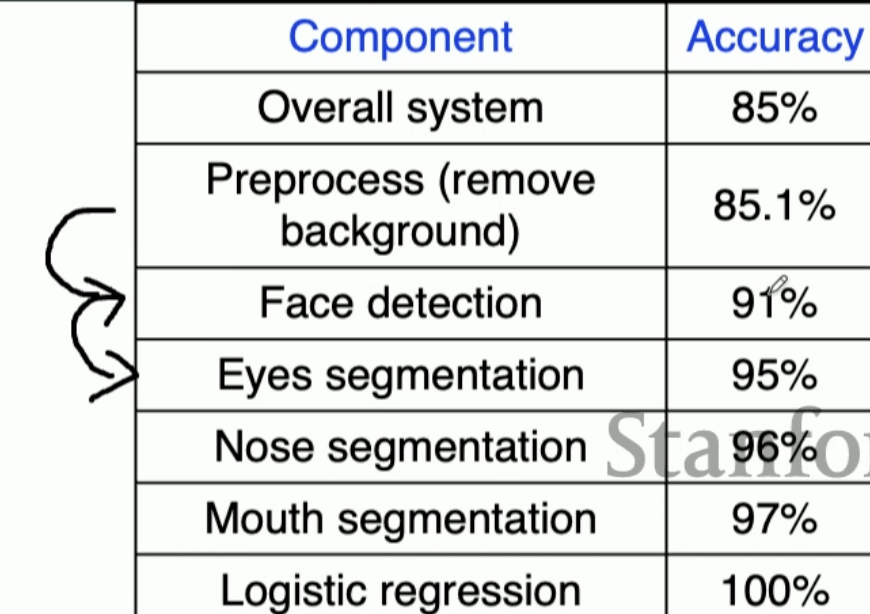 Component Accuracy
Overall system 85%
Preprocess (remove
background) 85.1%
Face detection 91%
Eyes segmentation 95%
Nose segmentation 96%
Mouth segmentation 97%
Logistic regression 100%
Stanfo